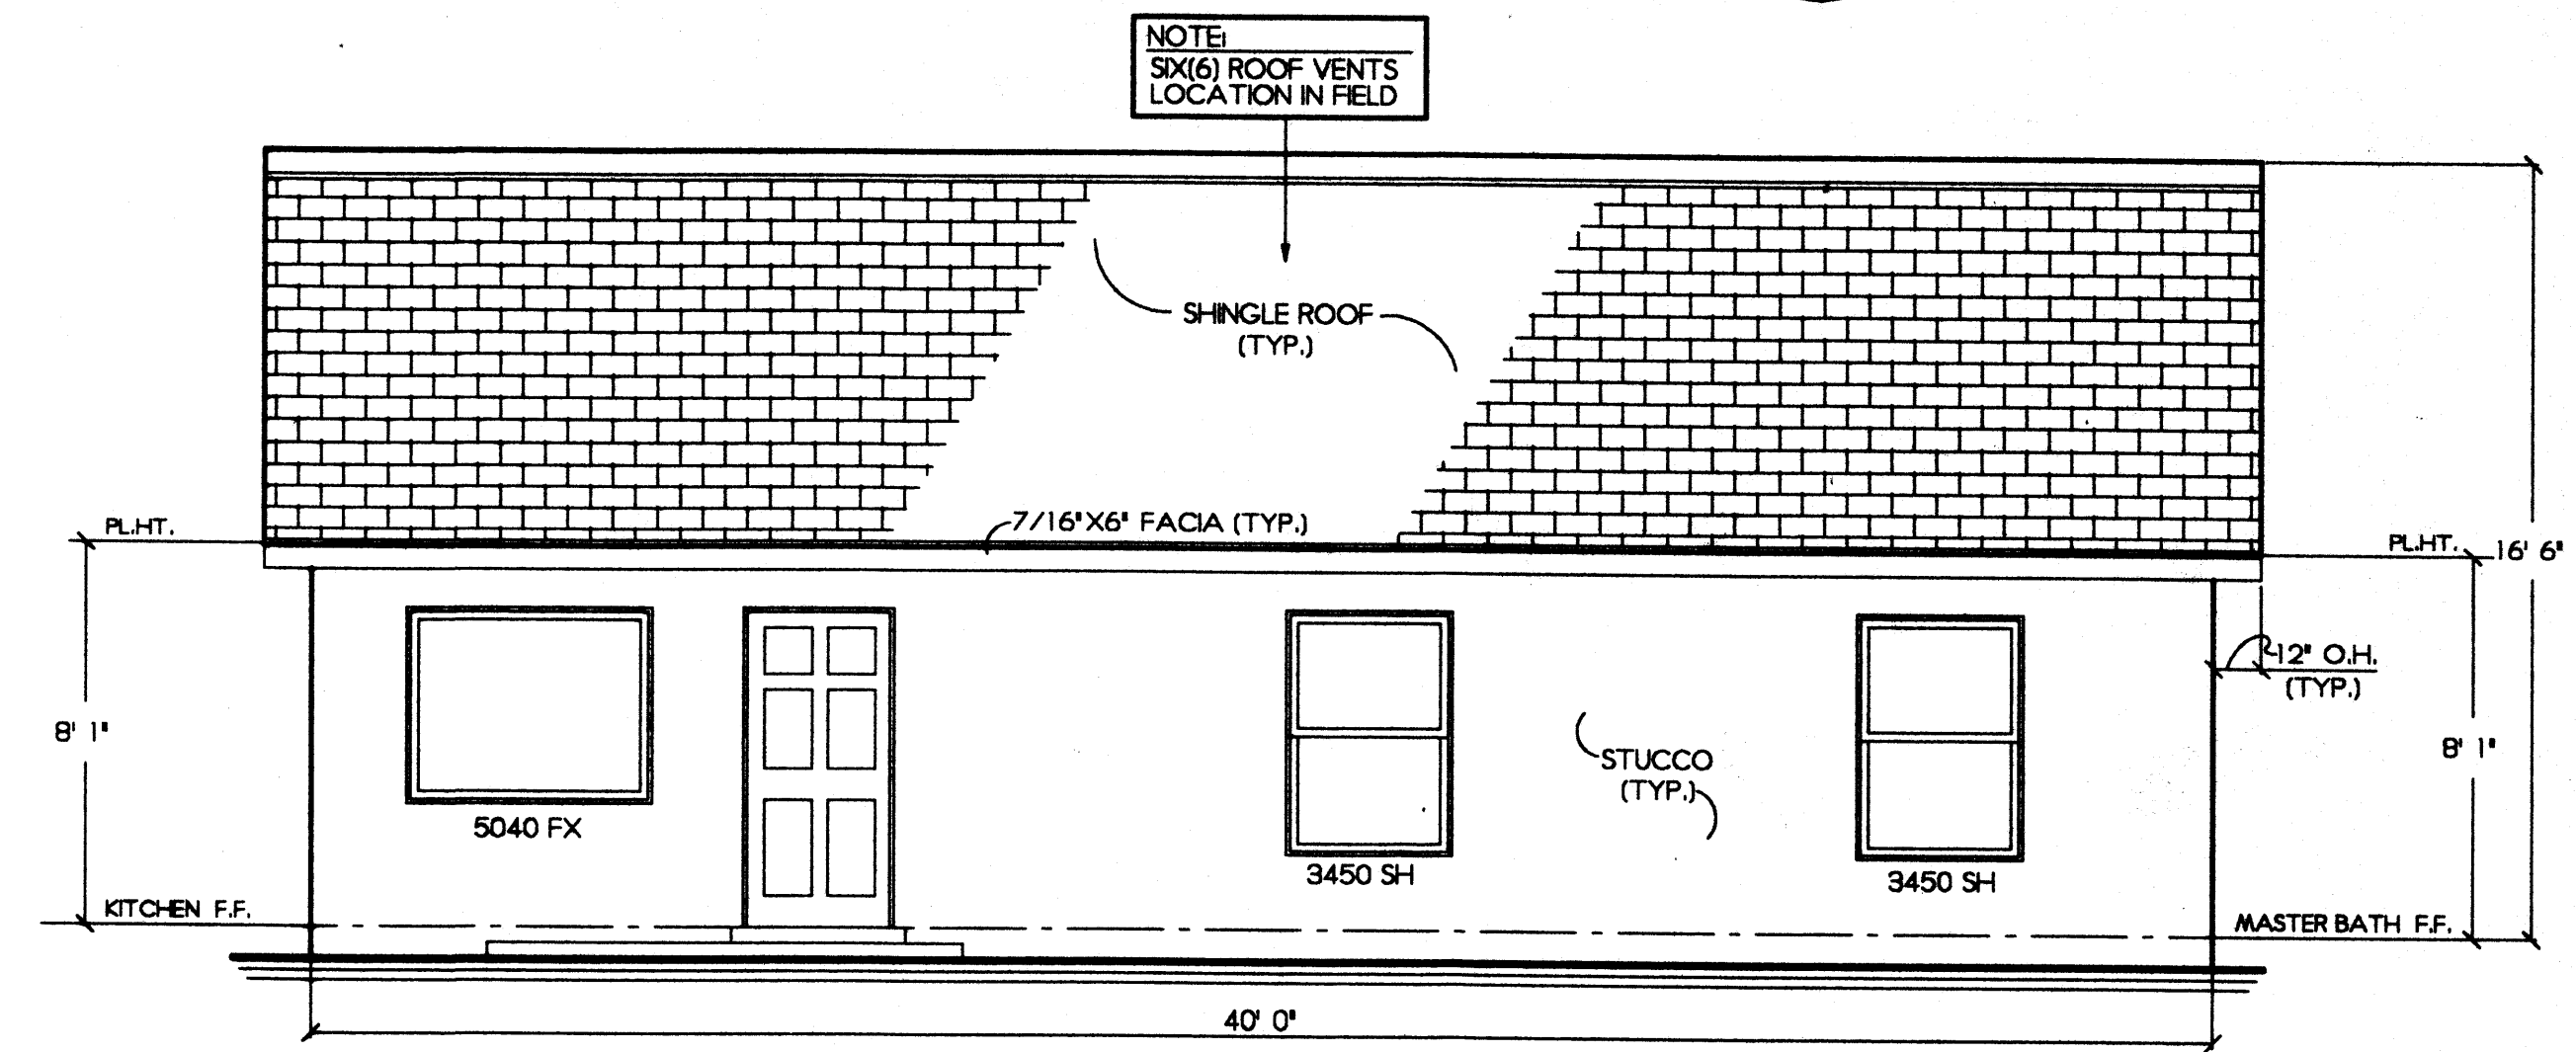 NOTE:
SIX(6) ROOF VENTS
LOCATION IN FIELD
SHINGLE ROOF
(TYP.)
7/16"X6" FACIA (TYP.)
PL.HT.
PL.HT.
16' 6"
12" O.H.
(TYP.)
8' 1"
8' 1"
STUCCO
(TYP.)
5040 FX
3450 SH
3450 SH
KITCHEN F.F.
MASTER BATH F.F.
40' 0"